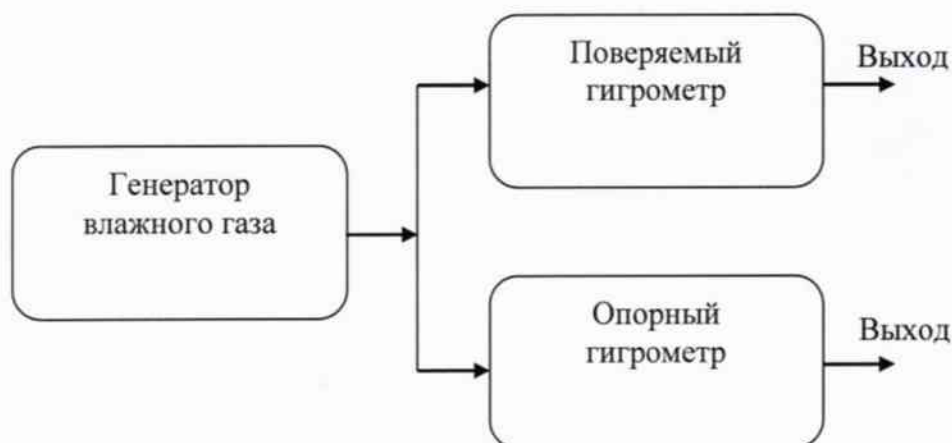 Поверяемый
гигрометр
Выход
Генератор
влажного газа
Опорный
гигрометр
Выход